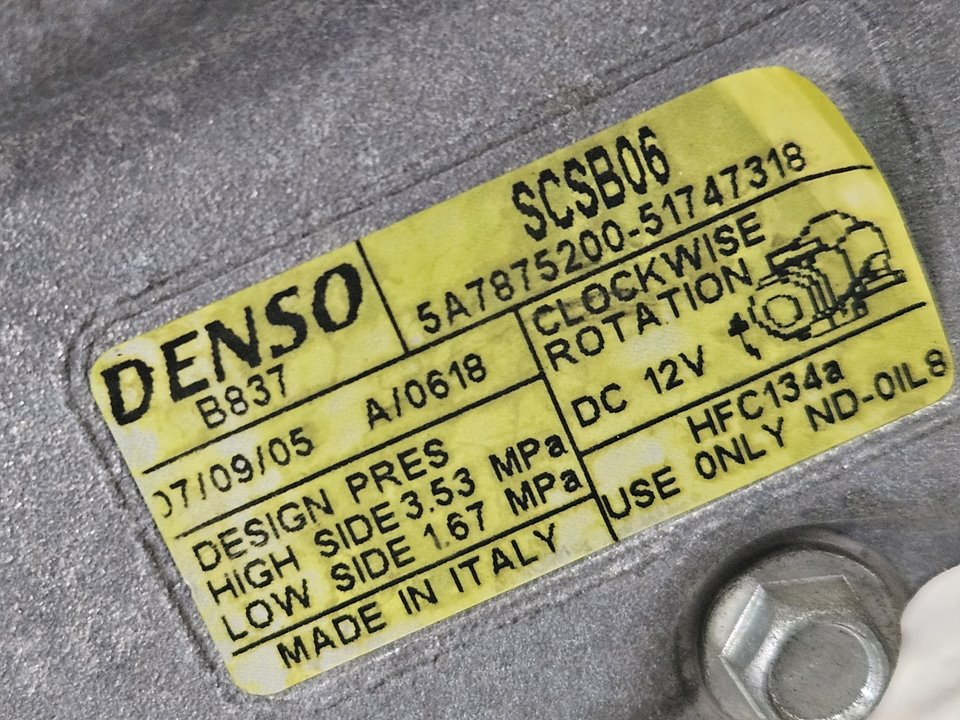 DENSO
B837
SCSB06
5A7875200-51747318
07/09/05 A/0618
CLOCKWISE
ROTATION
DC 12V
DESIGN PRES
HIGH SIDE 3.53 MPa
LOW SIDE 1.67 MPa
HFC134a
USE ONLY ND-OIL8
MADE IN ITALY